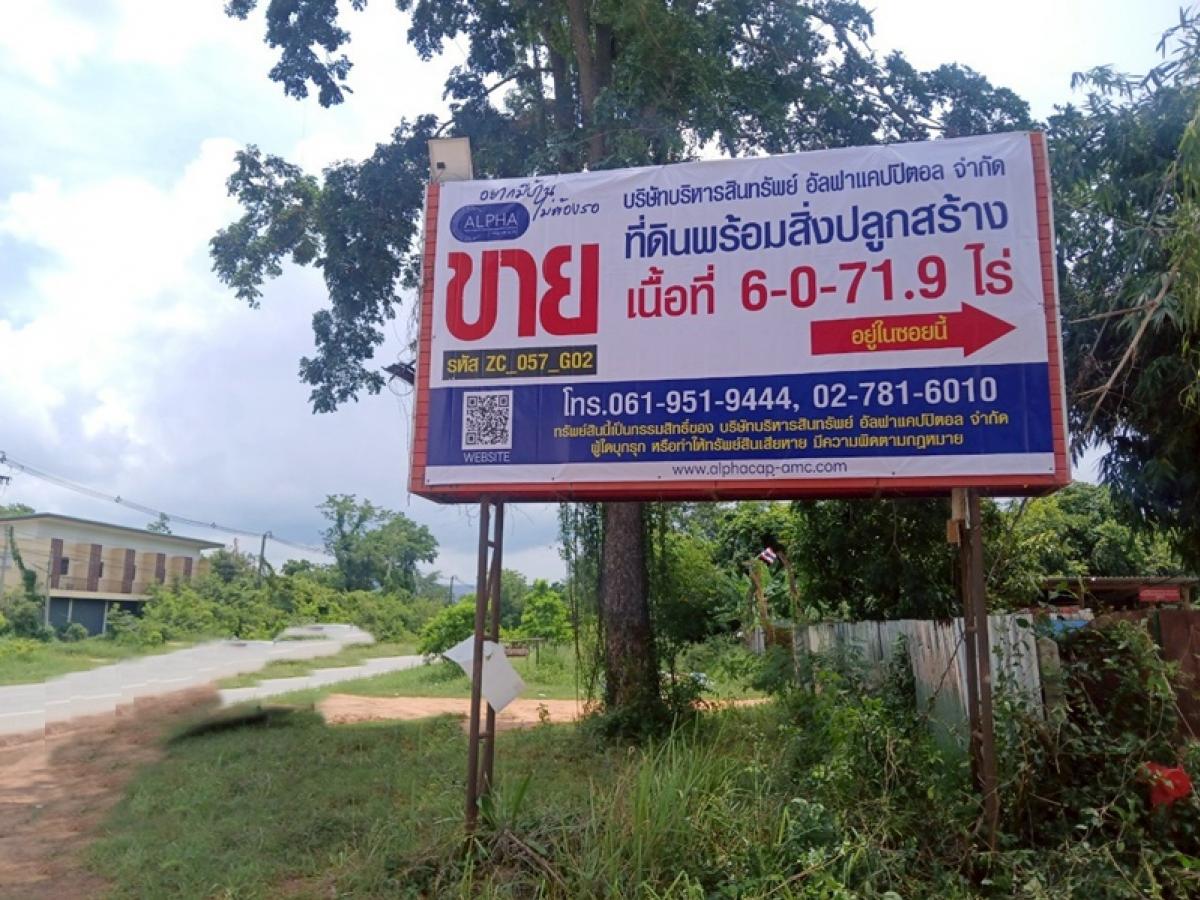 อยากมีบ้าน
ไม่ต้องรอ
ALPHA
บริษัทบริหารสินทรัพย์ อัลฟาแคปปิตอล จำกัด
ขาย
ที่ดินพร้อมสิ่งปลูกสร้าง
เนื้อที่ 6-0-71.9 ไร่
อยู่ในซอยนี้
รหัส ZC_057_G02
โทร.061-951-9444, 02-781-6010
ทรัพย์สินนี้เป็นกรรมสิทธิ์ของ บริษัทบริหารสินทรัพย์ อัลฟาแคปปิตอล จำกัด
ผู้ใดบุกรุก หรือทำให้ทรัพย์สินเสียหาย มีความผิดตามกฎหมาย
WEBSITE
www.alphacap-amc.com